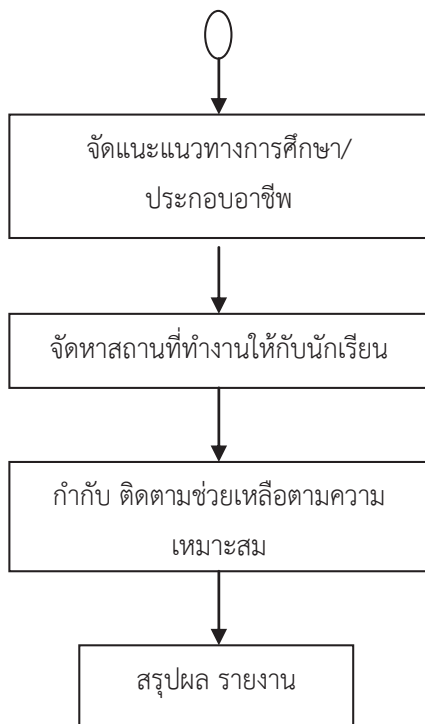 จัดแนะแนวทางการศึกษา/
ประกอบอาชีพ
จัดหาสถานที่ทำงานให้กับนักเรียน
กำกับ ติดตามช่วยเหลือตามความ
เหมาะสม
สรุปผล รายงาน